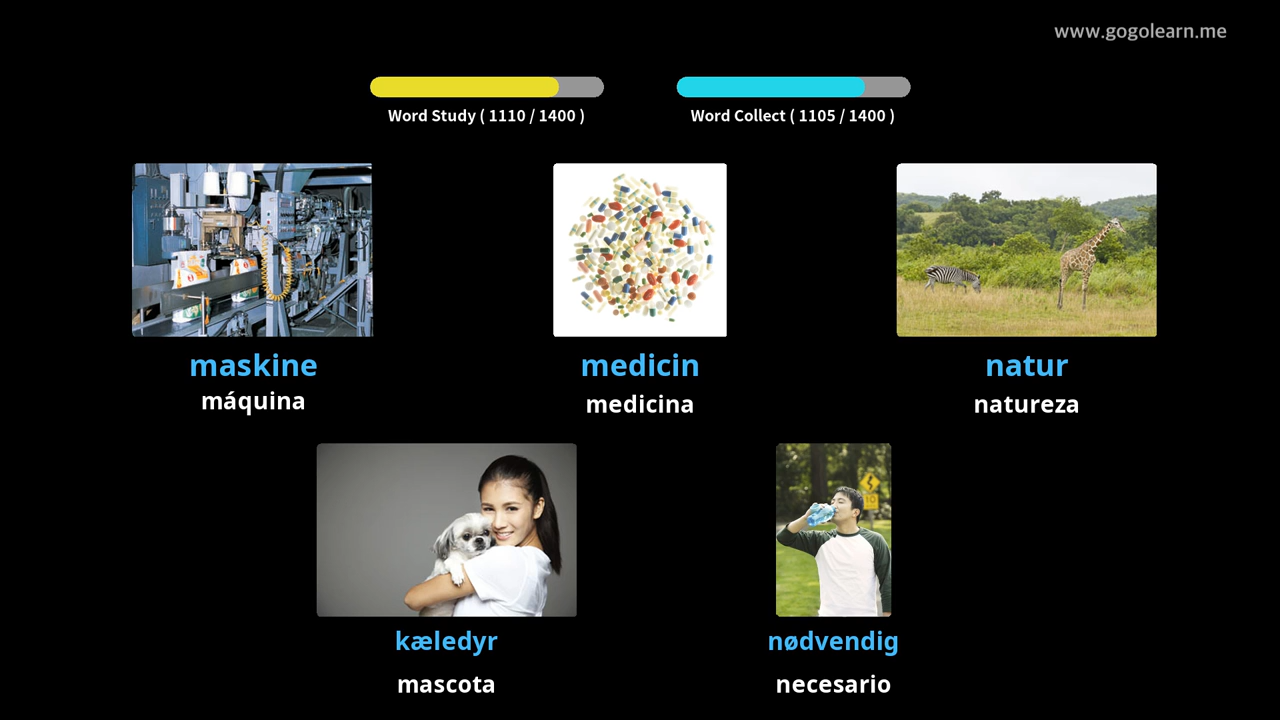 www.gogolearn.me
Word Study ( 1110 / 1400 )
Word Collect ( 1105 / 1400 )
maskine
máquina
medicin
medicina
natur
natureza
kæledyr
mascota
nødvendig
necesario